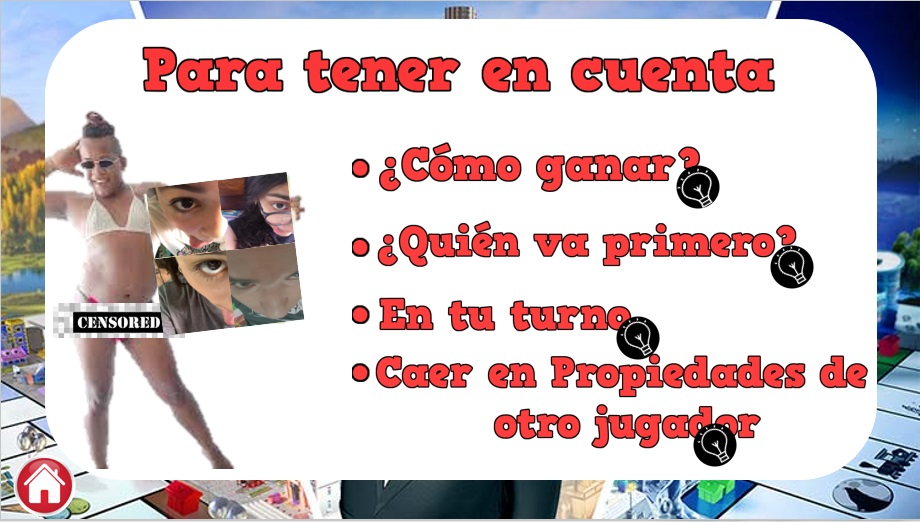 Para tener en cuenta
• ¿Cómo ganar?
• ¿Quién va primero?
• En tu turno
• Caer en Propiedades de
otro jugador
CENSORED